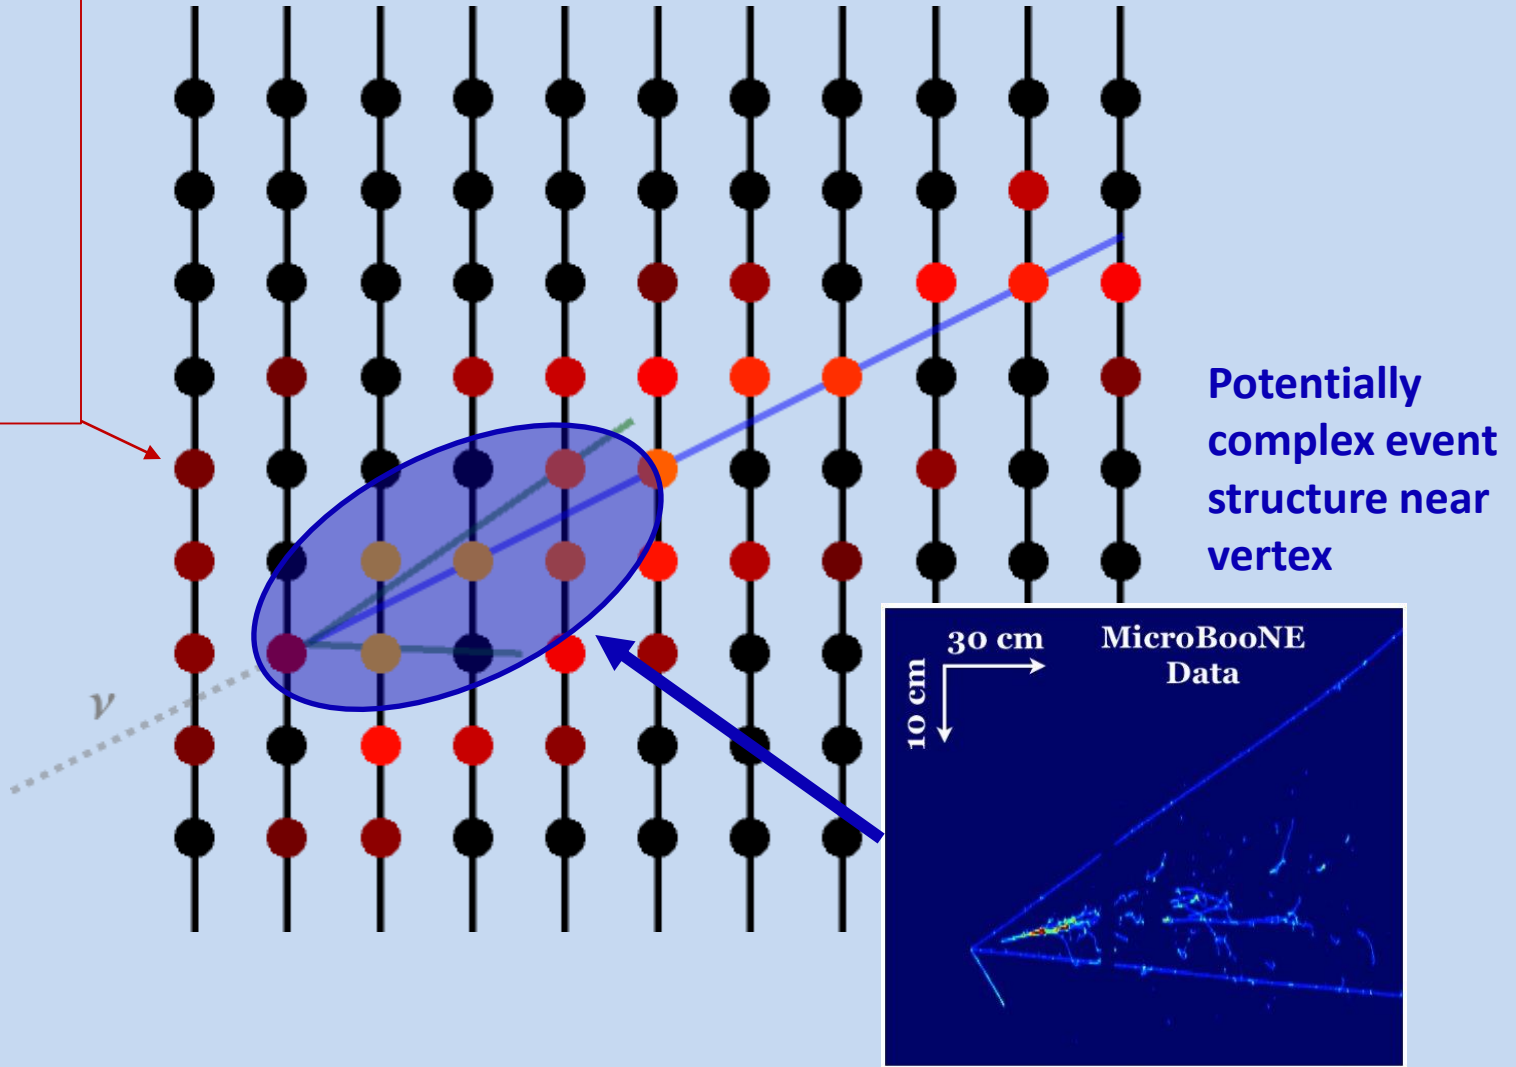 Potentially
complex event
structure near
vertex
ν
30 cm
MicroBooNE
Data
10 cm